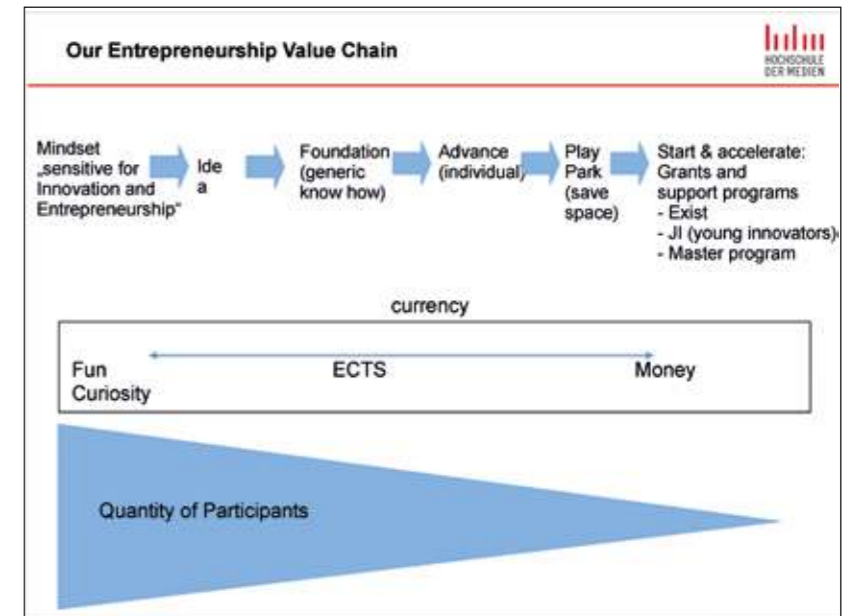 Our Entrepreneurship Value Chain
HOCHSCHULE
DER MEDIEN
Mindset
„sensitive for
Innovation and
Entrepreneurship“
Ide
a
Foundation
(generic
know how)
Advance
(individual)
Play
Park
(save
space)
Start & accelerate:
Grants and
support programs
- Exist
- JI (young innovators)
- Master program
currency
Fun
Curiosity
ECTS
Money
Quantity of Participants